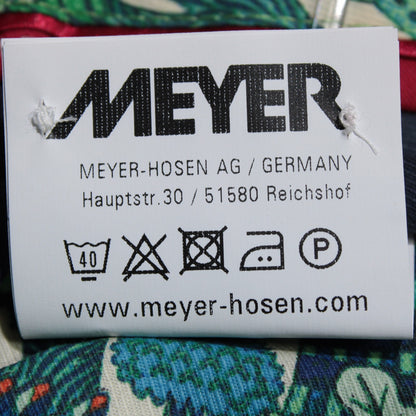 MEYER
MEYER-HOSEN AG / GERMANY
Hauptstr.30 / 51580 Reichshof
40 P
www.meyer-hosen.com